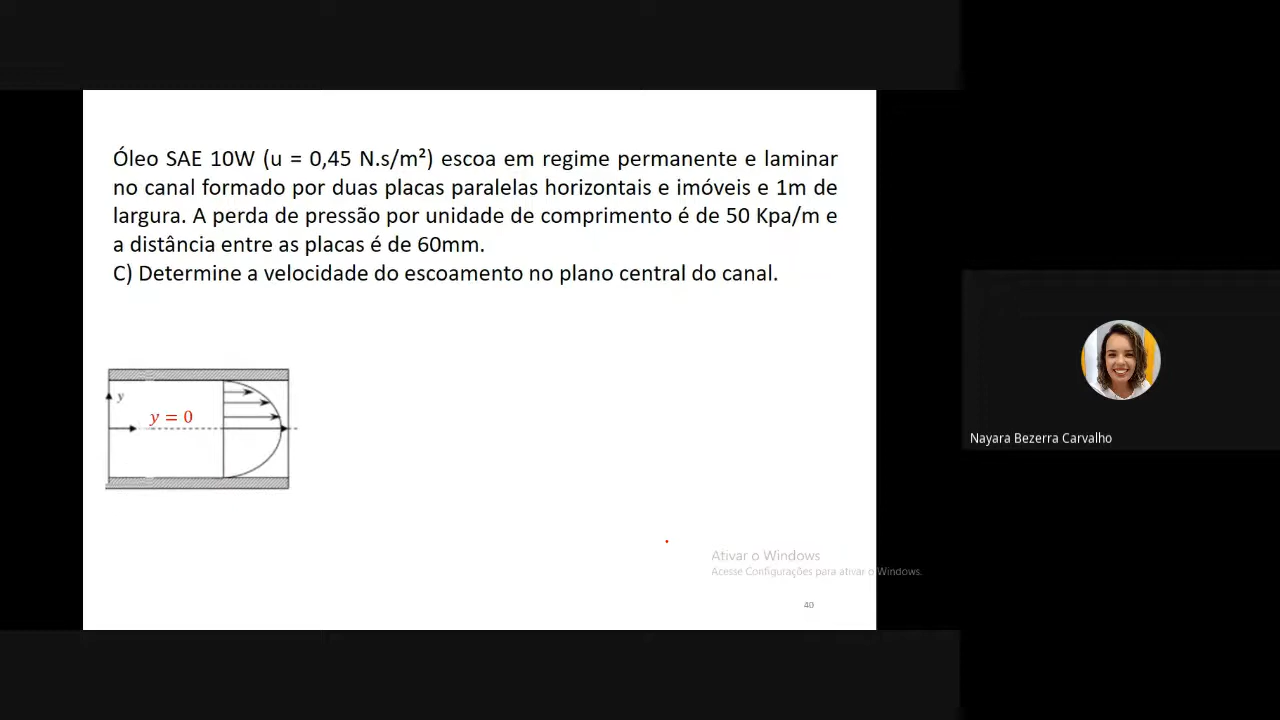 Óleo SAE 10W (u = 0,45 N.s/m²) escoa em regime permanente e laminar
no canal formado por duas placas paralelas horizontais e imóveis e 1m de
largura. A perda de pressão por unidade de comprimento é de 50 Kpa/m e
a distância entre as placas é de 60mm.
C) Determine a velocidade do escoamento no plano central do canal.
y
y = 0
Nayara Bezerra Carvalho
Ativar o Windows
Acesse Configurações para ativar o Windows.
40